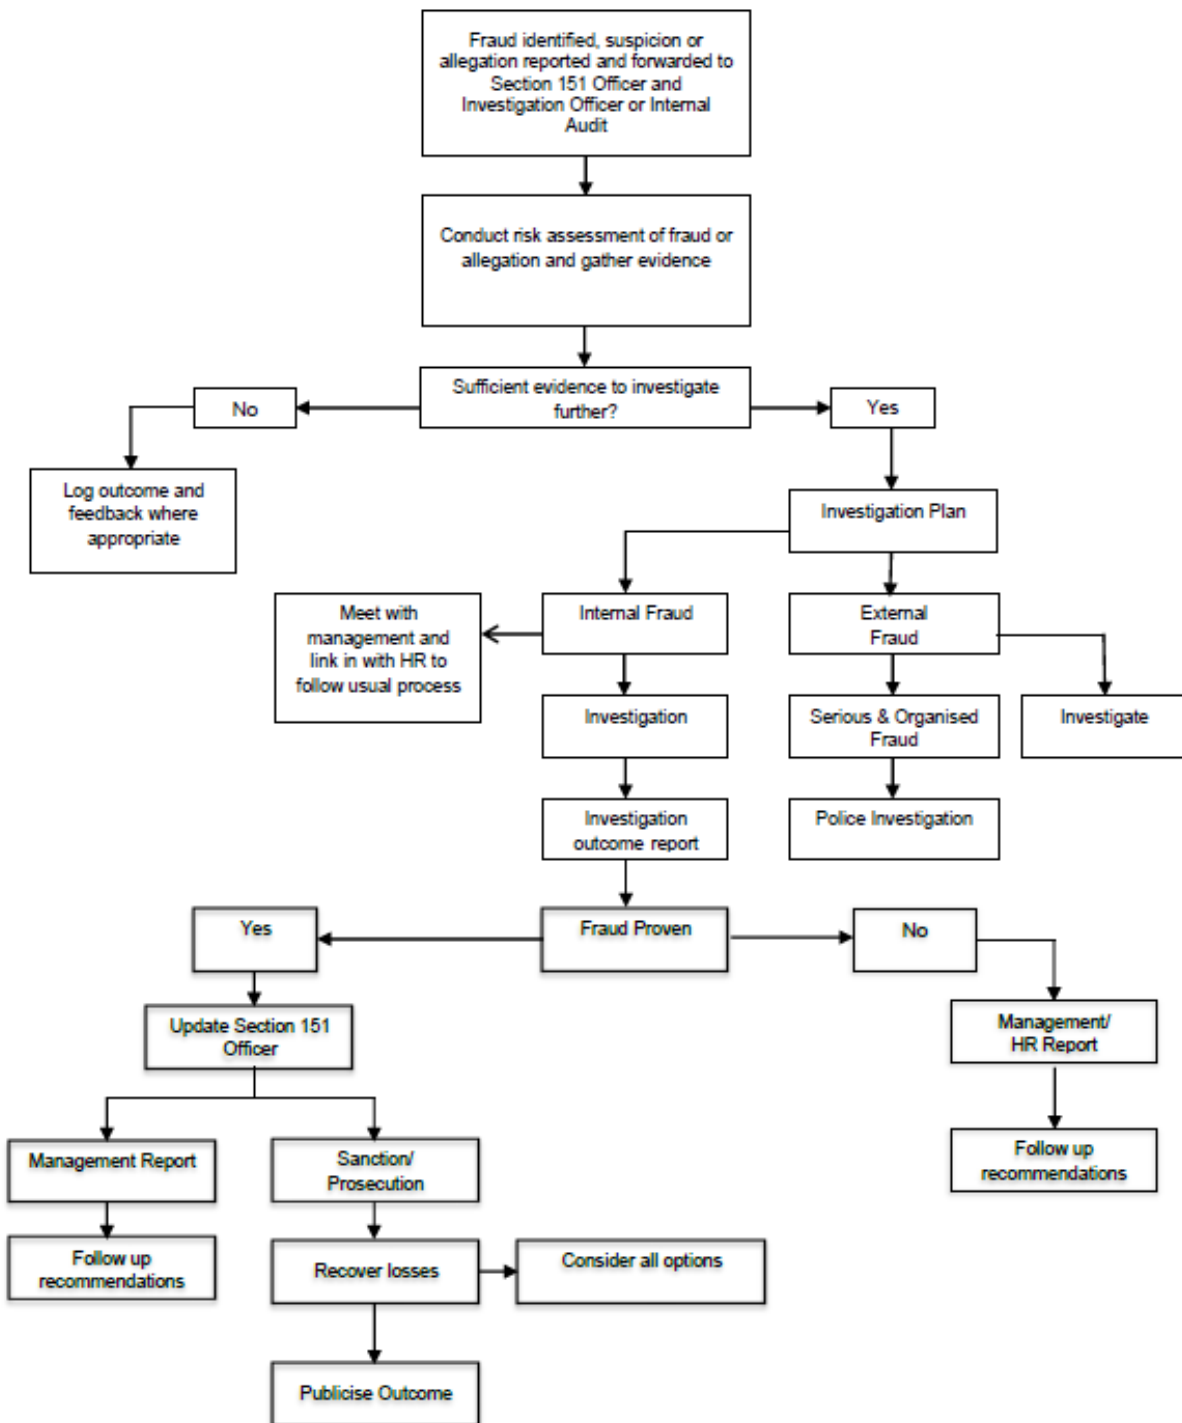 Fraud identified, suspicion or
allegation reported and forwarded to
Section 151 Officer and
Investigation Officer or Internal
Audit
Conduct risk assessment of fraud or
allegation and gather evidence
Sufficient evidence to investigate
further?
No
Yes
Log outcome and
feedback where
appropriate
Investigation Plan
Meet with
management and
link in with HR to
follow usual process
Internal Fraud
External
Fraud
Investigation
Serious & Organised
Fraud
Investigate
Investigation
outcome report
Police Investigation
Yes
Fraud Proven
No
Update Section 151
Officer
Management/
HR Report
Management Report
Sanction/
Prosecution
Follow up
recommendations
Follow up
recommendations
Recover losses
Consider all options
Publicise Outcome